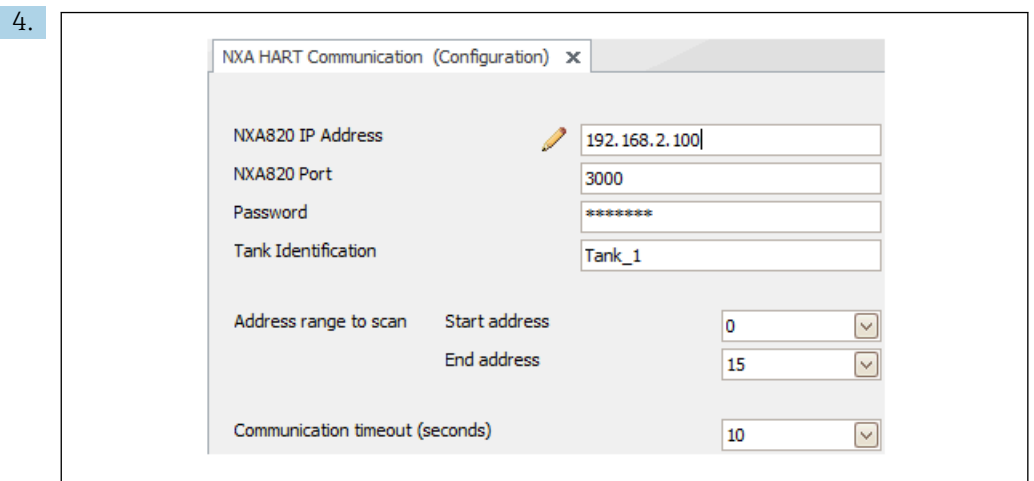 4.
NXA HART Communication (Configuration) x
NXA820 IP Address 192.168.2.100
NXA820 Port 3000
Password *******
Tank Identification Tank_1
Address range to scan Start address 0
End address 15
Communication timeout (seconds) 10